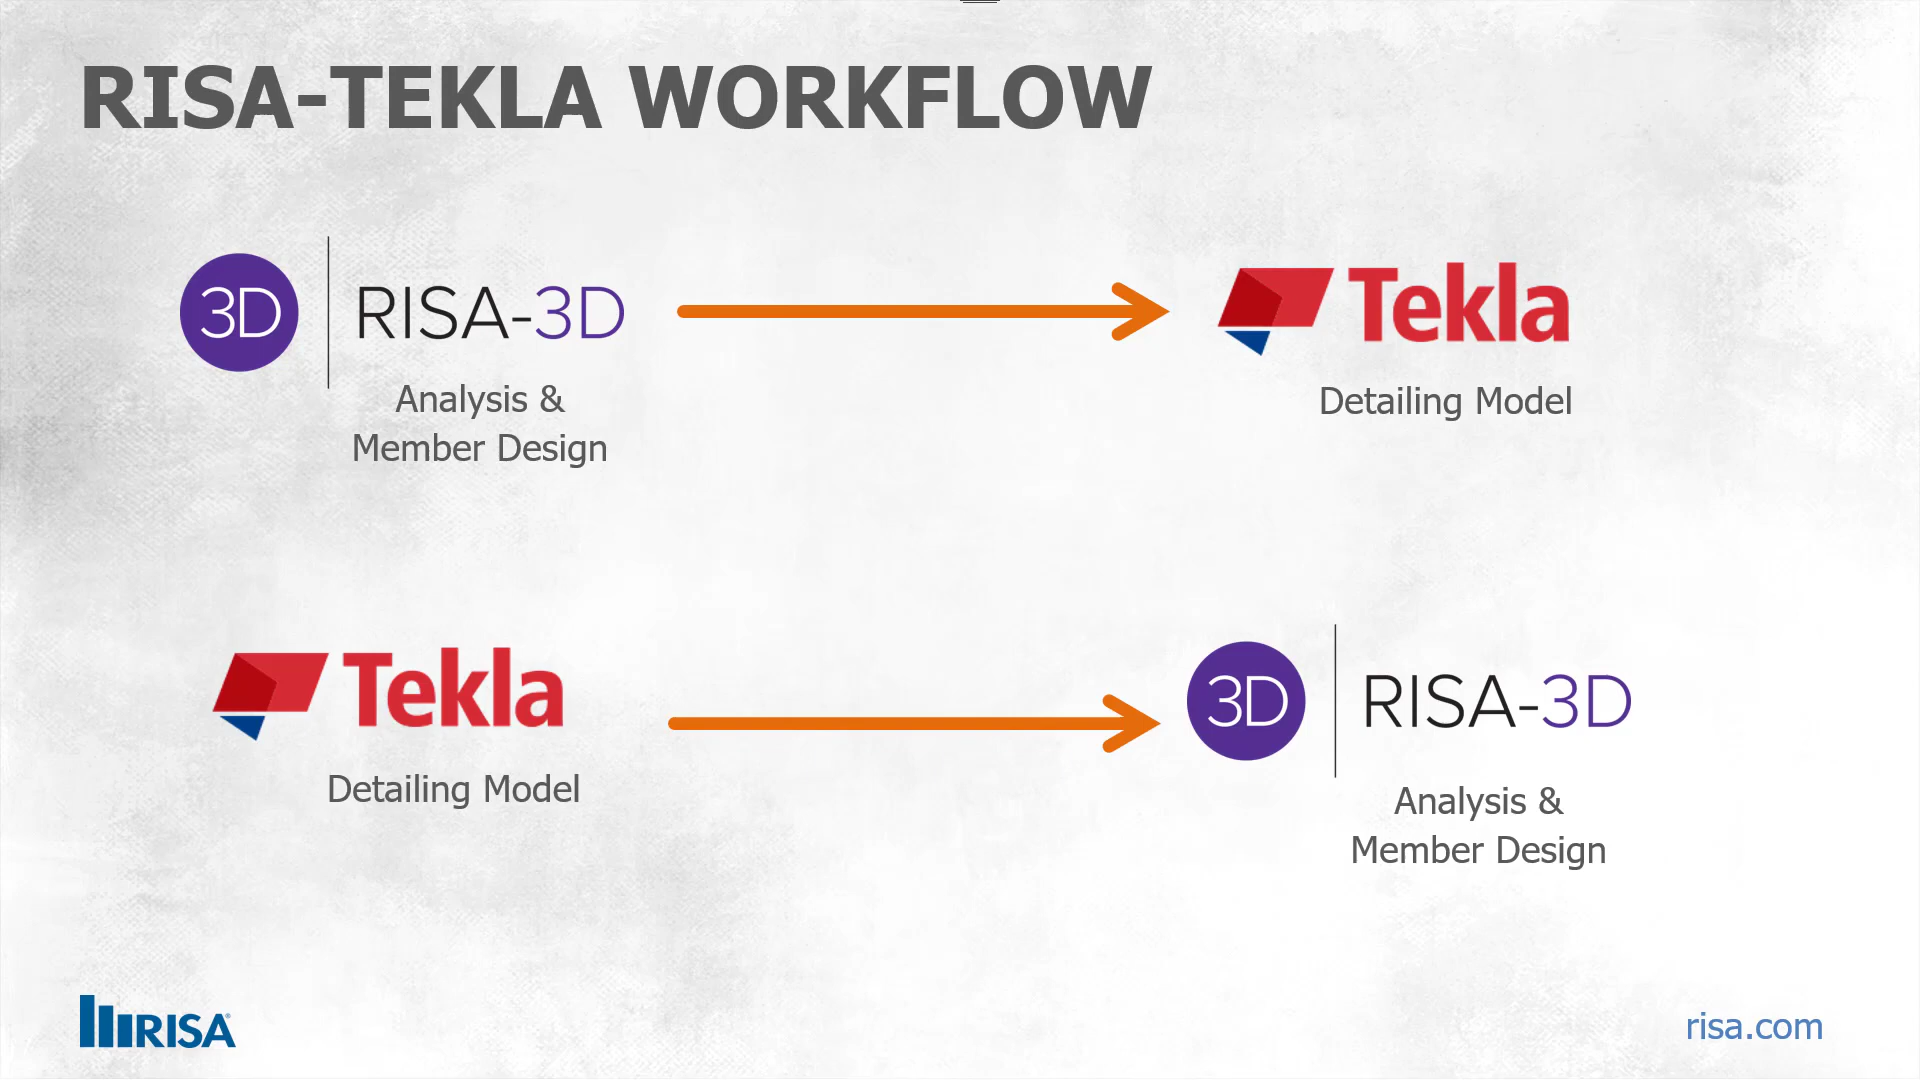 RISA-TEKLA WORKFLOW
3D
RISA-3D
Analysis &
Member Design
Tekla
Detailing Model
Tekla
Detailing Model
3D
RISA-3D
Analysis &
Member Design
RISA®
risa.com